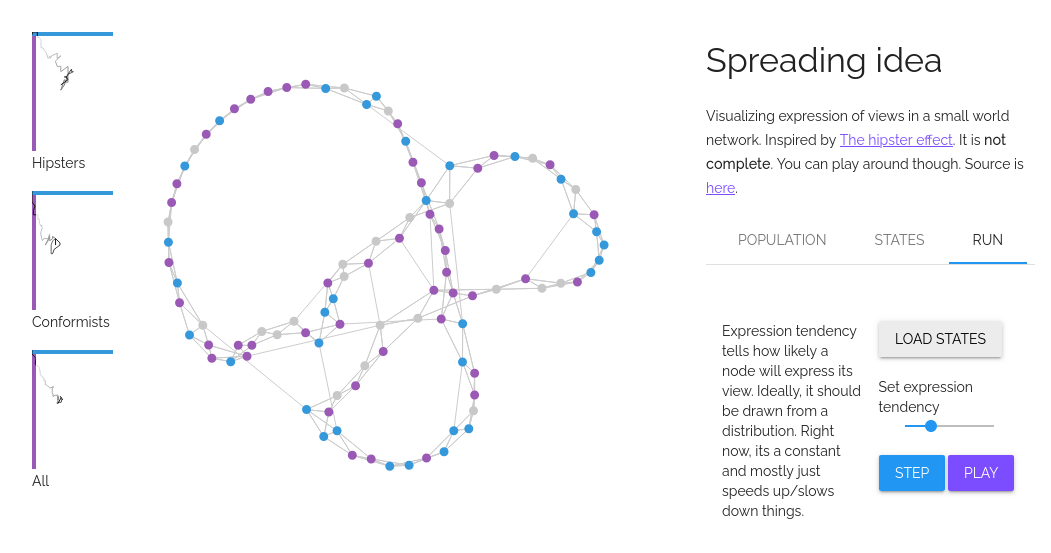 Hipsters
Conformists
All
Spreading idea
Visualizing expression of views in a small world
network. Inspired by The hipster effect. It is not
complete. You can play around though. Source is
here.
POPULATION STATES RUN
Expression tendency
tells how likely a
node will express its
view. Ideally, it should
be drawn from a
distribution. Right
now, its a constant
and mostly just
speeds up/slows
down things.
LOAD STATES
Set expression
tendency
STEP PLAY